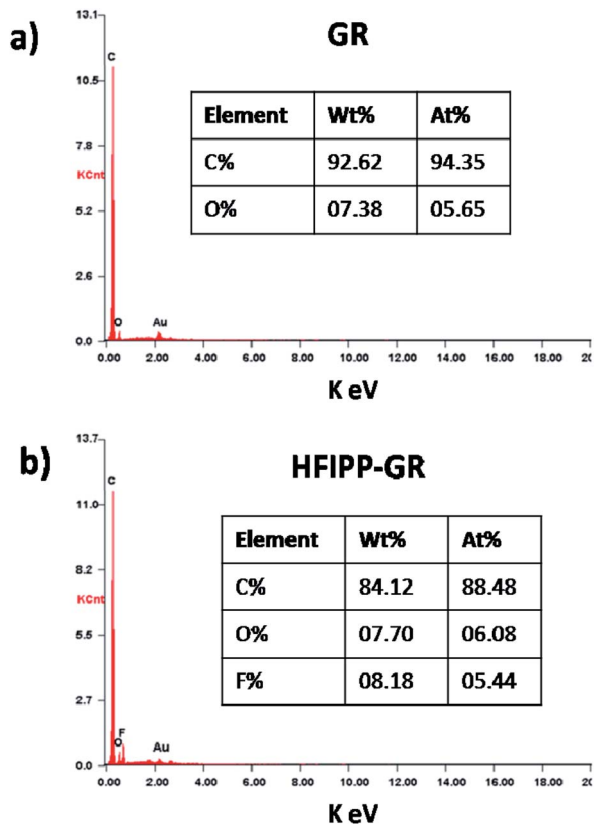 a)
GR
13.1
10.5
7.8
KCnt
5.2
2.6
0.0
C
O
Au
Element Wt% At%
C% 92.62 94.35
O% 07.38 05.65
0.00 2.00 4.00 6.00 8.00 10.00 12.00 14.00 16.00 18.00 20
K eV
b)
HFIPP-GR
13.7
11.0
8.2
KCnt
5.5
2.7
0.0
C
F
O
Au
Element Wt% At%
C% 84.12 88.48
O% 07.70 06.08
F% 08.18 05.44
0.00 2.00 4.00 6.00 8.00 10.00 12.00 14.00 16.00 18.00 20
K eV